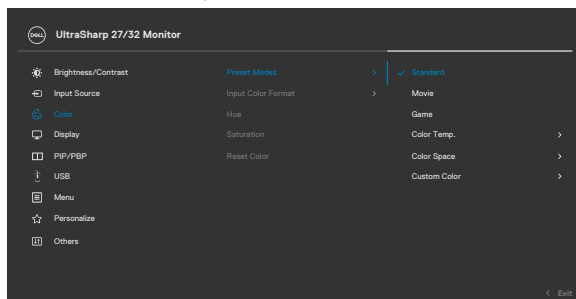 DELL UltraSharp 27/32 Monitor
Brightness/Contrast Preset Modes > ✓ Standard
Input Source Input Color Format > Movie
Color Hue Game
Display Saturation Color Temp. >
PIP/PBP Reset Color Color Space >
USB Custom Color >
Menu
Personalize
Others
< Exit